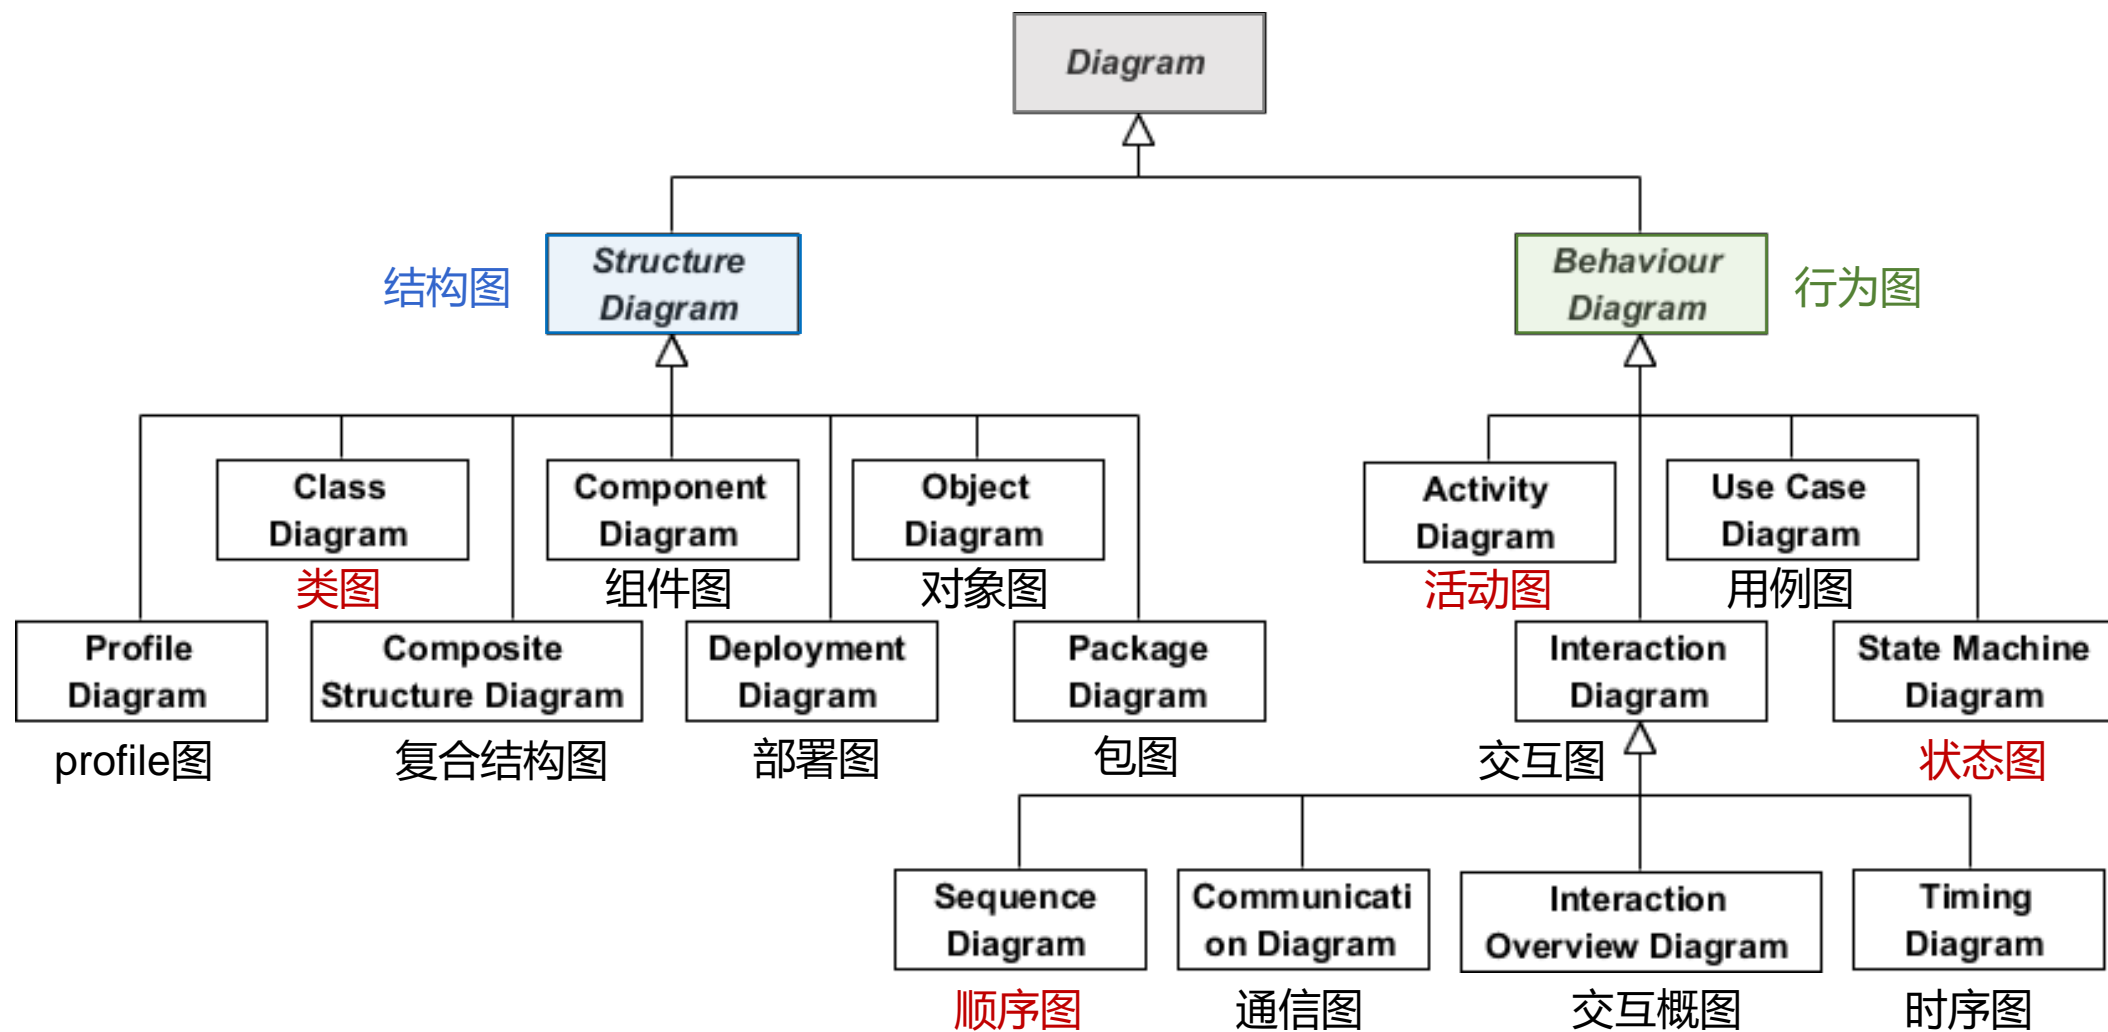 Diagram
结构图
Structure
Diagram
Behaviour
Diagram
行为图
Class
Diagram
类图
Component
Diagram
组件图
Object
Diagram
对象图
Activity
Diagram
活动图
Use Case
Diagram
用例图
Profile
Diagram
profile图
Composite
Structure Diagram
复合结构图
Deployment
Diagram
部署图
Package
Diagram
包图
Interaction
Diagram
交互图
State Machine
Diagram
状态图
Sequence
Diagram
顺序图
Communicati
on Diagram
通信图
Interaction
Overview Diagram
交互概图
Timing
Diagram
时序图